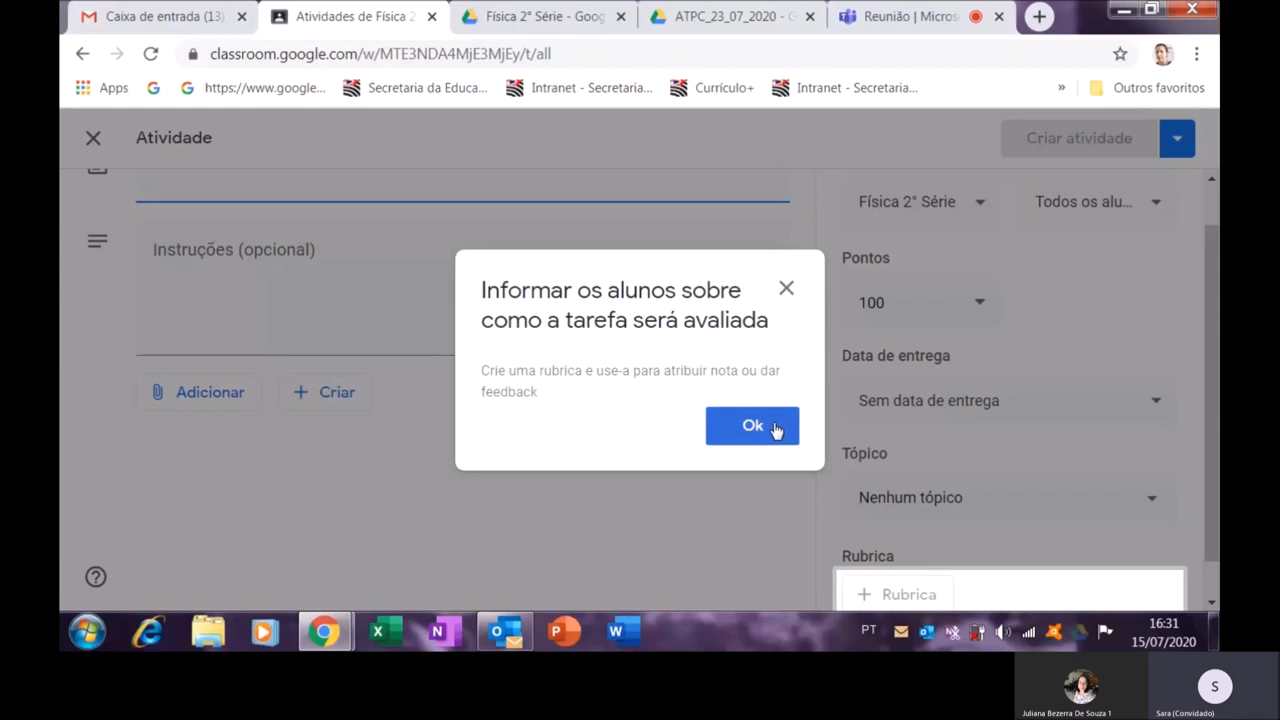 Caixa de entrada (13)
Atividades de Física 2
Física 2° Série - Goog
ATPC_23_07_2020 - G
Reunião | Micros
classroom.google.com/w/MTE3NDA4MjE3MjEy/t/all
Apps
https://www.google...
Secretaria da Educa...
Intranet - Secretaria...
Currículo+
Intranet - Secretaria...
»
Outros favoritos
Atividade
Criar atividade
Física 2° Série
Todos os alu...
Instruções (opcional)
Pontos
100
Informar os alunos sobre
como a tarefa será avaliada
Crie uma rubrica e use-a para atribuir nota ou dar
feedback
Ok
Data de entrega
Sem data de entrega
Adicionar
Criar
Tópico
Nenhum tópico
Rubrica
Rubrica
PT
16:31
15/07/2020
S
Juliana Bezerra De Souza 1
Sara (Convidado)